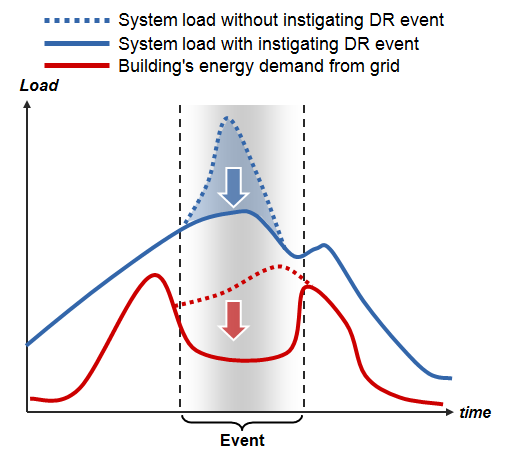 System load without instigating DR event
System load with instigating DR event
Building's energy demand from grid
Load
time
Event